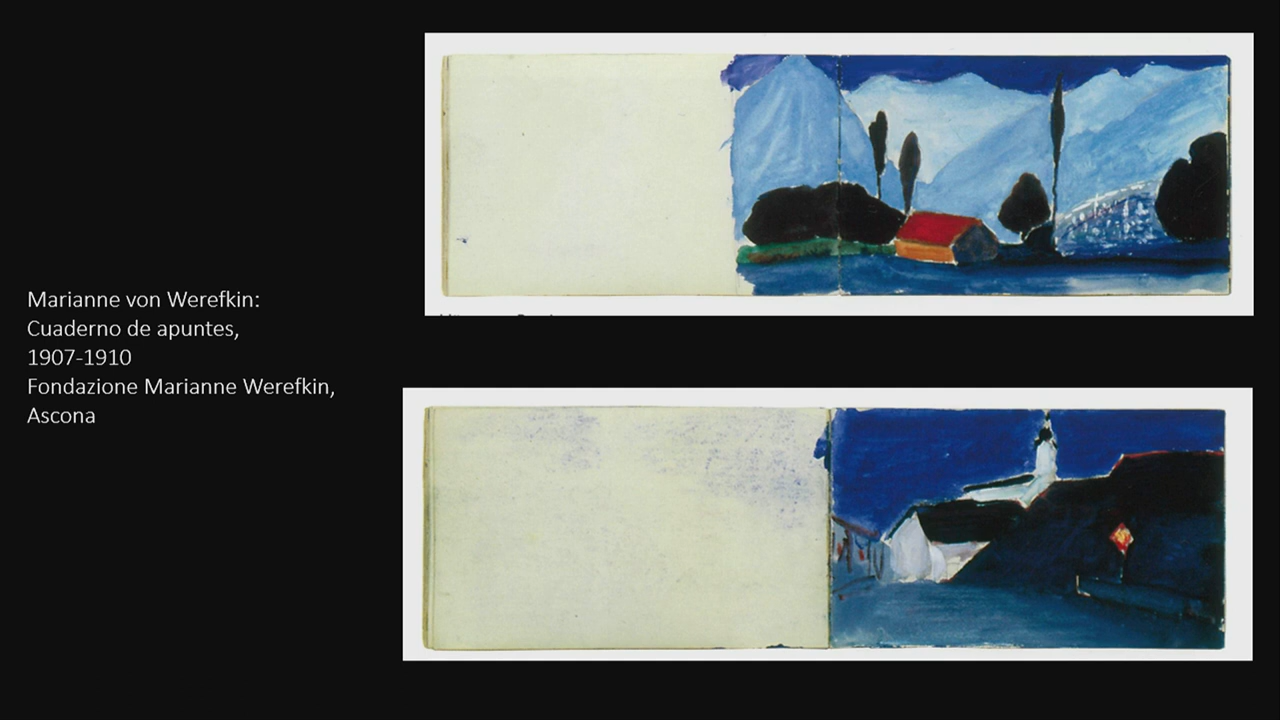 Marianne von Werefkin:
Cuaderno de apuntes,
1907-1910
Fondazione Marianne Werefkin,
Ascona